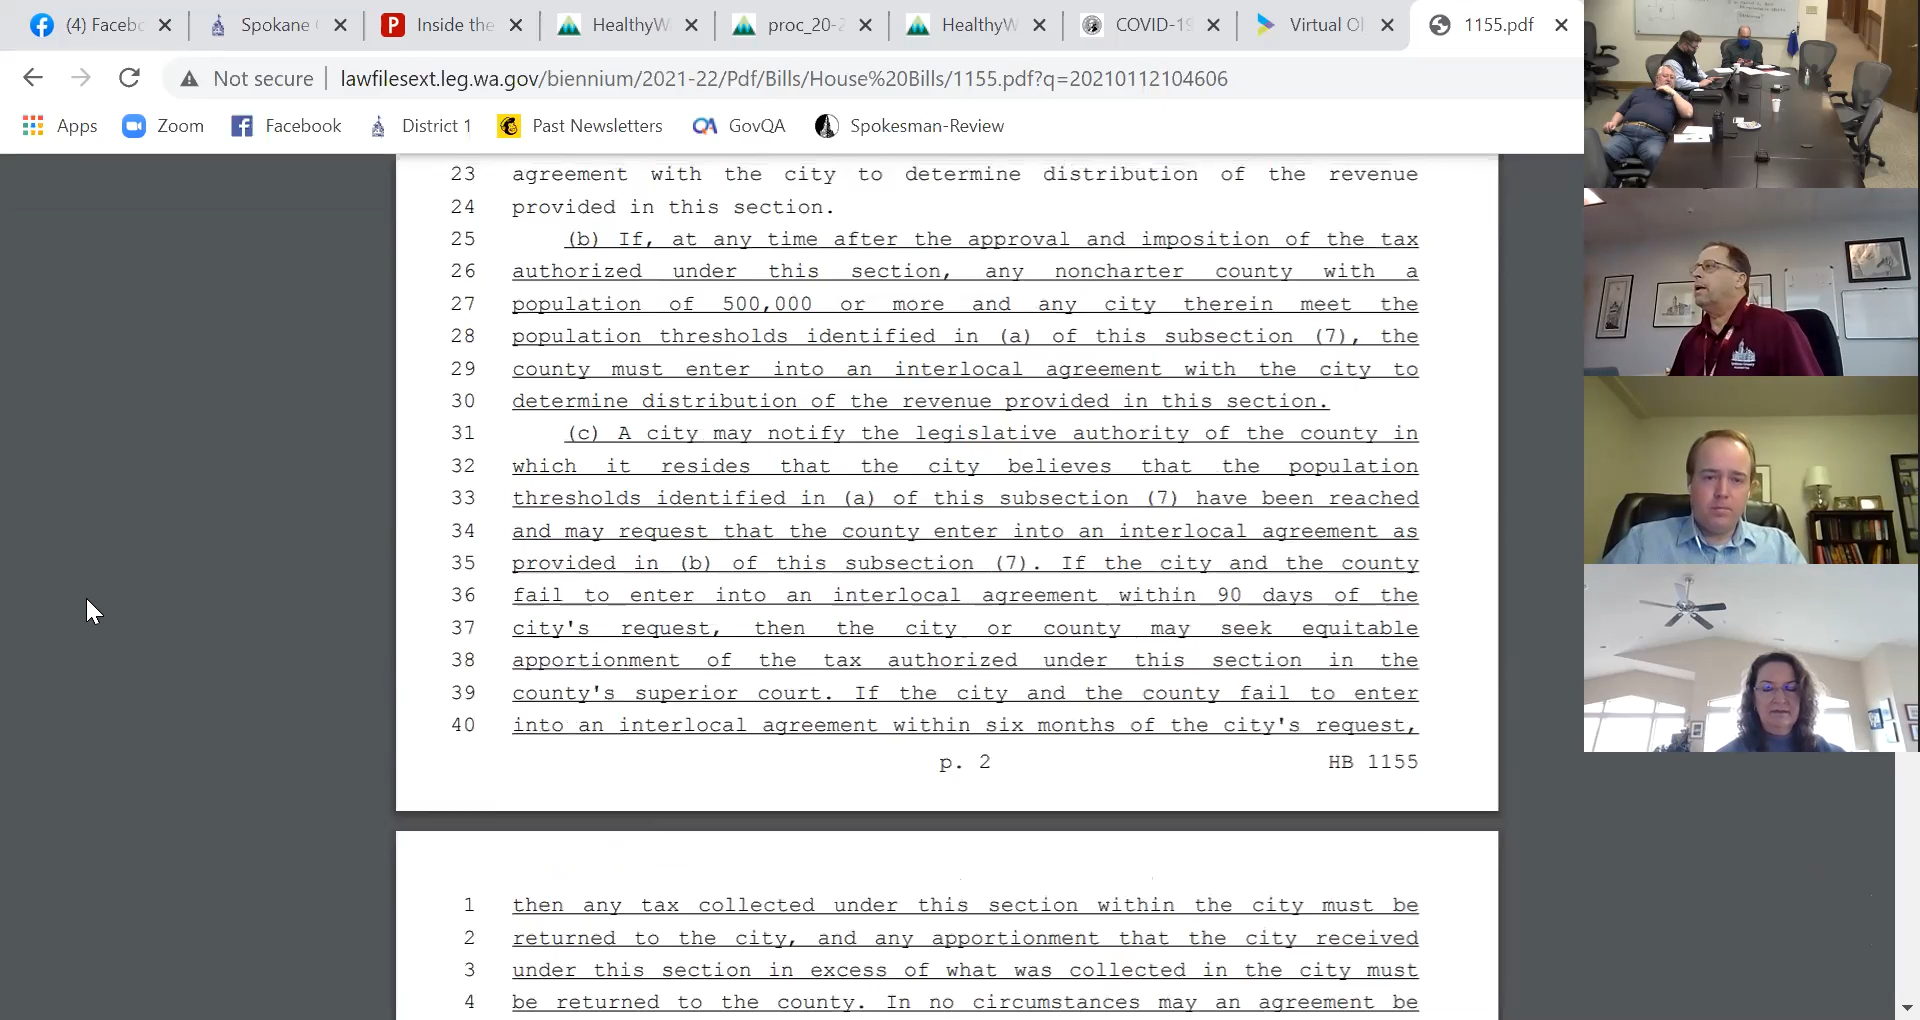 (4) Faceb
Spokane
Inside the
HealthyW
proc_20-2
HealthyW
COVID-19
Virtual Ol
1155.pdf
Not secure
lawfilesext.leg.wa.gov/biennium/2021-22/Pdf/Bills/House%20Bills/1155.pdf?q=20210112104606
Apps
Zoom
Facebook
District 1
Past Newsletters
GovQA
Spokesman-Review
23 agreement with the city to determine distribution of the revenue
24 provided in this section.
25 (b) If, at any time after the approval and imposition of the tax
26 authorized under this section, any noncharter county with a
27 population of 500,000 or more and any city therein meet the
28 population thresholds identified in (a) of this subsection (7), the
29 county must enter into an interlocal agreement with the city to
30 determine distribution of the revenue provided in this section.
31 (c) A city may notify the legislative authority of the county in
32 which it resides that the city believes that the population
33 thresholds identified in (a) of this subsection (7) have been reached
34 and may request that the county enter into an interlocal agreement as
35 provided in (b) of this subsection (7). If the city and the county
36 fail to enter into an interlocal agreement within 90 days of the
37 city's request, then the city or county may seek equitable
38 apportionment of the tax authorized under this section in the
39 county's superior court. If the city and the county fail to enter
40 into an interlocal agreement within six months of the city's request,
p. 2 HB 1155
1 then any tax collected under this section within the city must be
2 returned to the city, and any apportionment that the city received
3 under this section in excess of what was collected in the city must
4 be returned to the county. In no circumstances may an agreement be